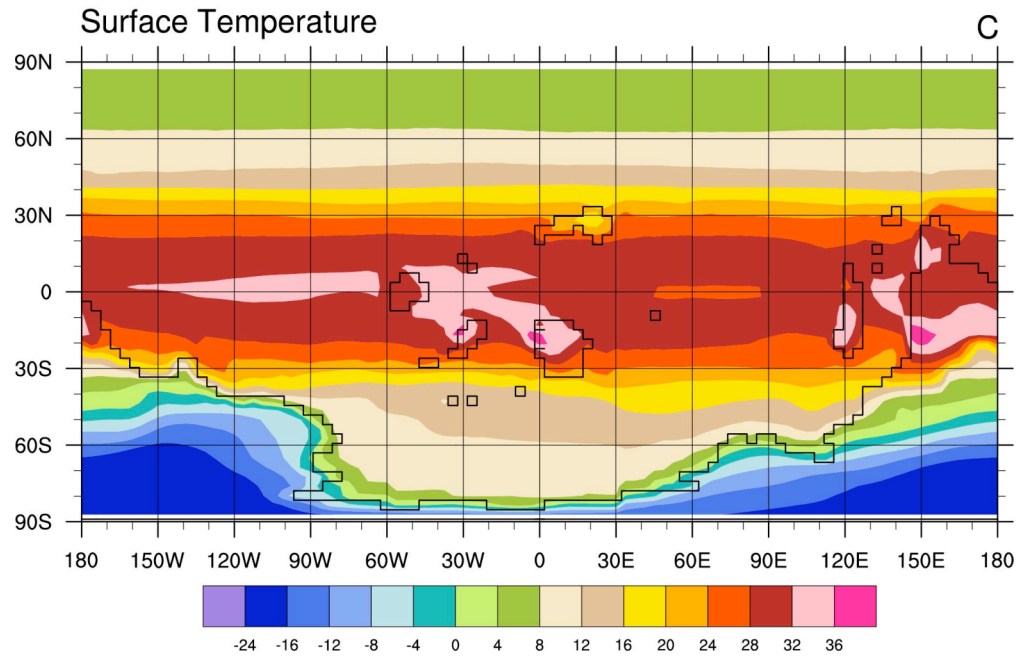 Surface Temperature C
90N
60N
30N
0
30S
60S
90S
180 150W 120W 90W 60W 30W 0 30E 60E 90E 120E 150E 180
-24 -16 -12 -8 -4 0 4 8 12 16 20 24 28 32 36